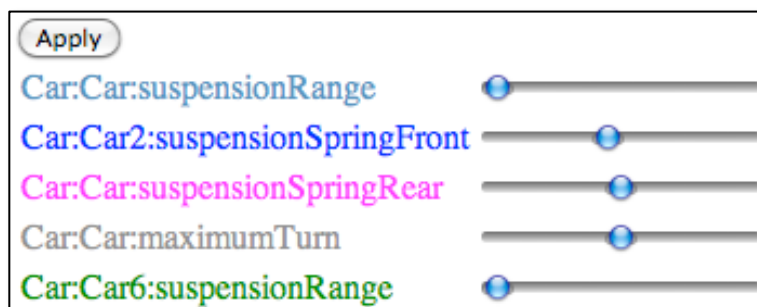 Apply
Car:Car:suspensionRange
Car:Car2:suspensionSpringFront
Car:Car:suspensionSpringRear
Car:Car:maximumTurn
Car:Car6:suspensionRange